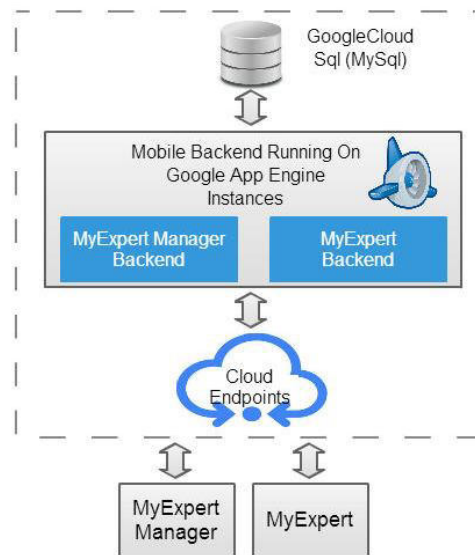 GoogleCloud
Sql (MySql)
Mobile Backend Running On
Google App Engine
Instances
MyExpert Manager
Backend
MyExpert
Backend
Cloud
Endpoints
MyExpert
Manager
MyExpert